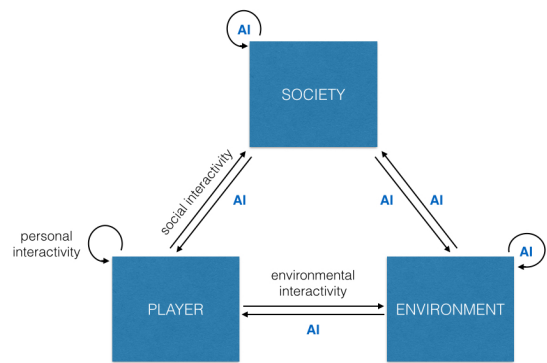 AI
SOCIETY
social interactivity
AI
AI
AI
personal
interactivity
AI
environmental
interactivity
PLAYER
ENVIRONMENT
AI